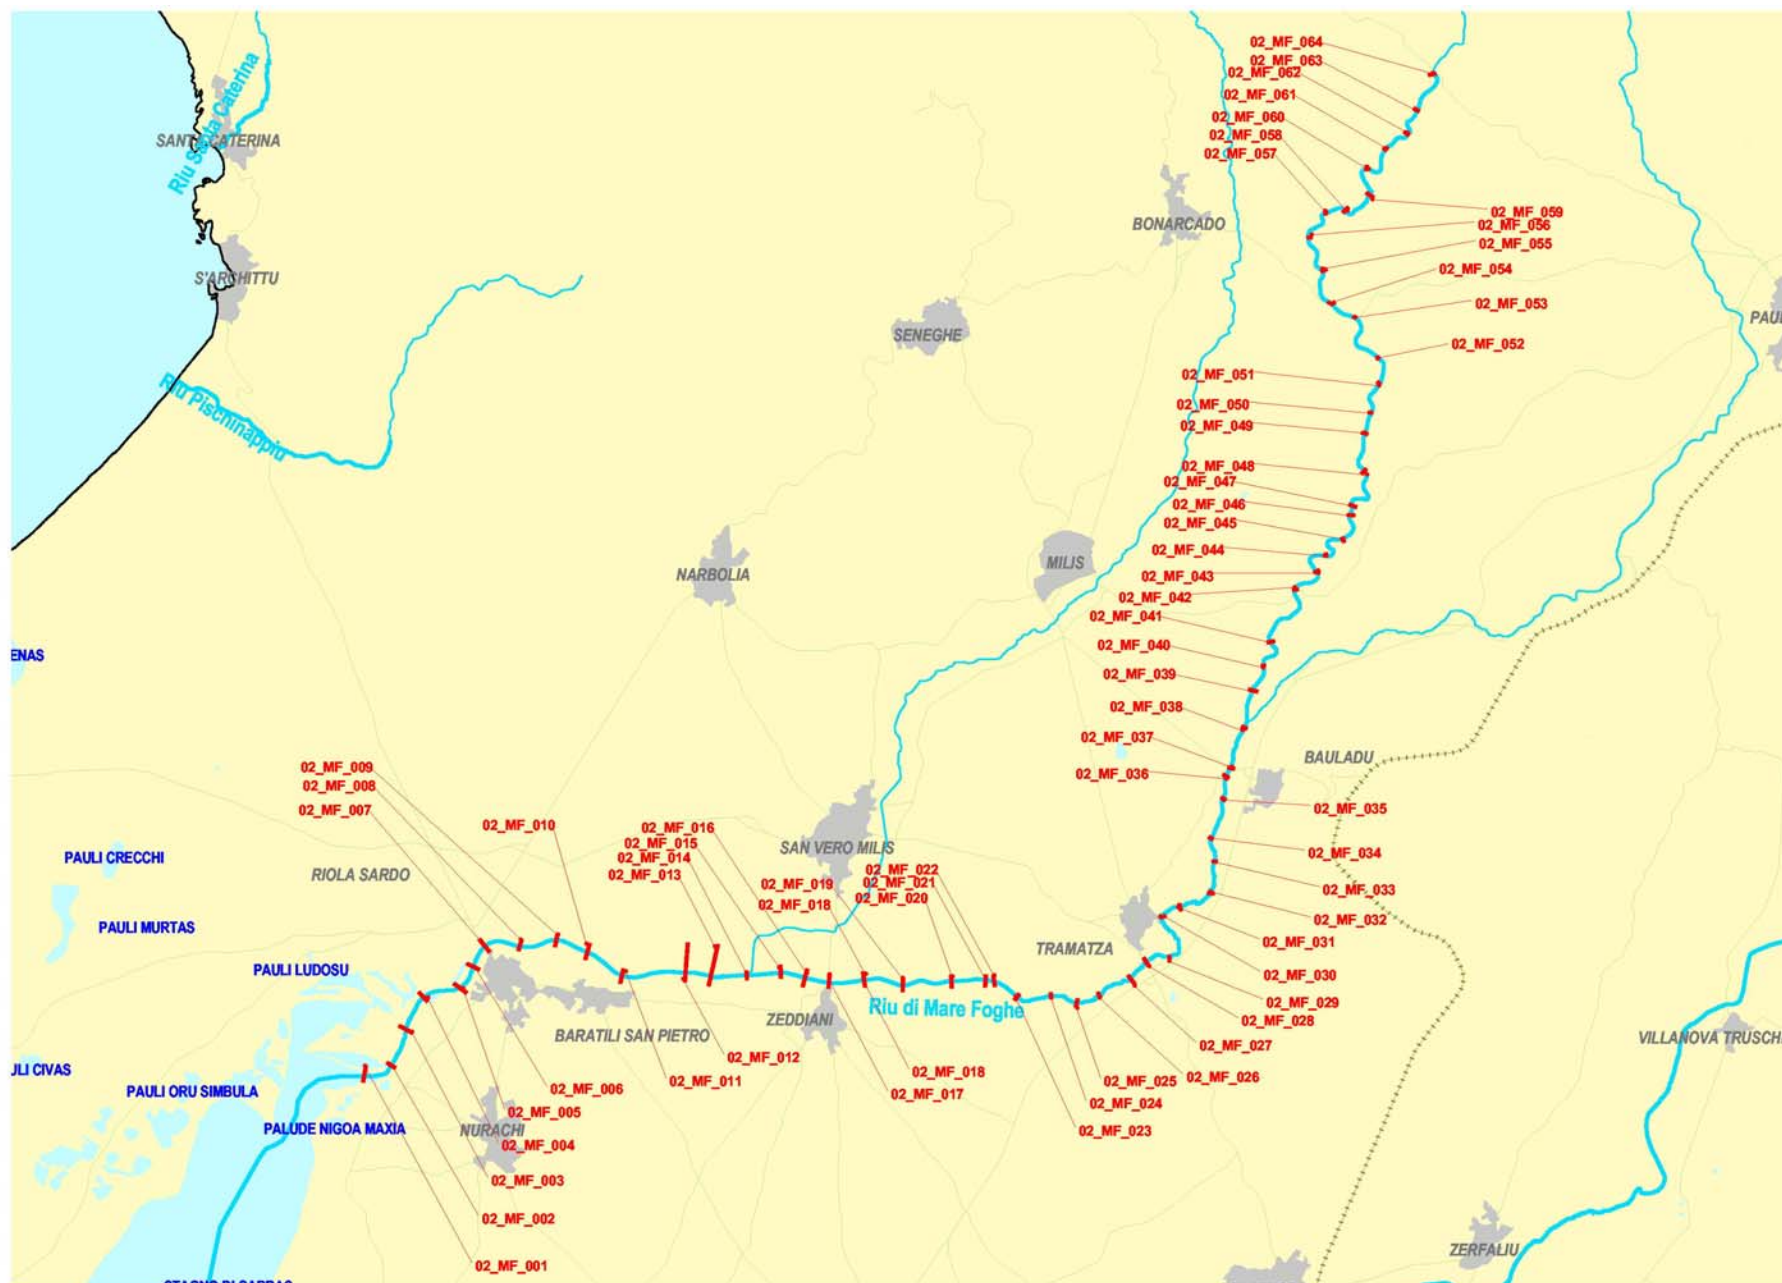 02_MF_064
02_MF_063
02_MF_062
02_MF_061
02_MF_060
02_MF_058
02_MF_057
Riu Santa Caterina
SANTA CATERINA
02_MF_059
02_MF_056
02_MF_055
BONARCADO
02_MF_054
S'ARCHITTU
02_MF_053
PAUL
SENEGHE
02_MF_052
02_MF_051
Riu Pischinappiu
02_MF_050
02_MF_049
02_MF_048
02_MF_047
02_MF_046
02_MF_045
02_MF_044
MILIS
NARBOLIA
02_MF_043
02_MF_042
02_MF_041
02_MF_040
ENAS
02_MF_039
02_MF_038
02_MF_037
BAULADU
02_MF_036
02_MF_009
02_MF_008
02_MF_007
02_MF_035
02_MF_010
02_MF_016
02_MF_015
02_MF_014
02_MF_013
SAN VERO MILIS
02_MF_034
PAULI CRECCHI
RIOLA SARDO
02_MF_022
02_MF_021
02_MF_020
02_MF_019
02_MF_018
02_MF_033
02_MF_032
PAULI MURTAS
02_MF_031
TRAMATZA
PAULI LUDOSU
02_MF_030
02_MF_029
02_MF_028
Riu di Mare Foghe
ZEDDIANI
BARATILI SAN PIETRO
02_MF_027
VILLANOVA TRUSCHE
02_MF_012
ULI CIVAS
02_MF_018
02_MF_026
02_MF_025
02_MF_011
PAULI ORU SIMBULA
02_MF_006
02_MF_017
02_MF_024
02_MF_005
PALUDE NIGOA MAXIA
NURACHI
02_MF_023
02_MF_004
02_MF_003
02_MF_002
ZERFALIU
02_MF_001